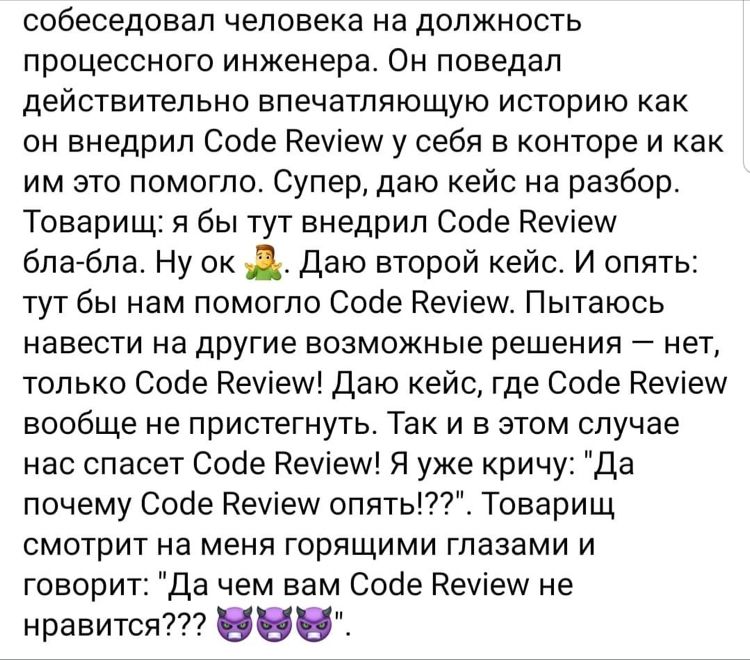 собеседовал человека на должность
процессного инженера. Он поведал
действительно впечатляющую историю как
он внедрил Code Review у себя в конторе и как
им это помогло. Супер, даю кейс на разбор.
Товарищ: я бы тут внедрил Code Review
бла-бла. Ну ок 🤷‍♂️. Даю второй кейс. И опять:
тут бы нам помогло Code Review. Пытаюсь
навести на другие возможные решения — нет,
только Code Review! Даю кейс, где Code Review
вообще не пристегнуть. Так и в этом случае
нас спасет Code Review! Я уже кричу: "Да
почему Code Review опять!??". Товарищ
смотрит на меня горящими глазами и
говорит: "Да чем вам Code Review не
нравится??? 👿👿👿".